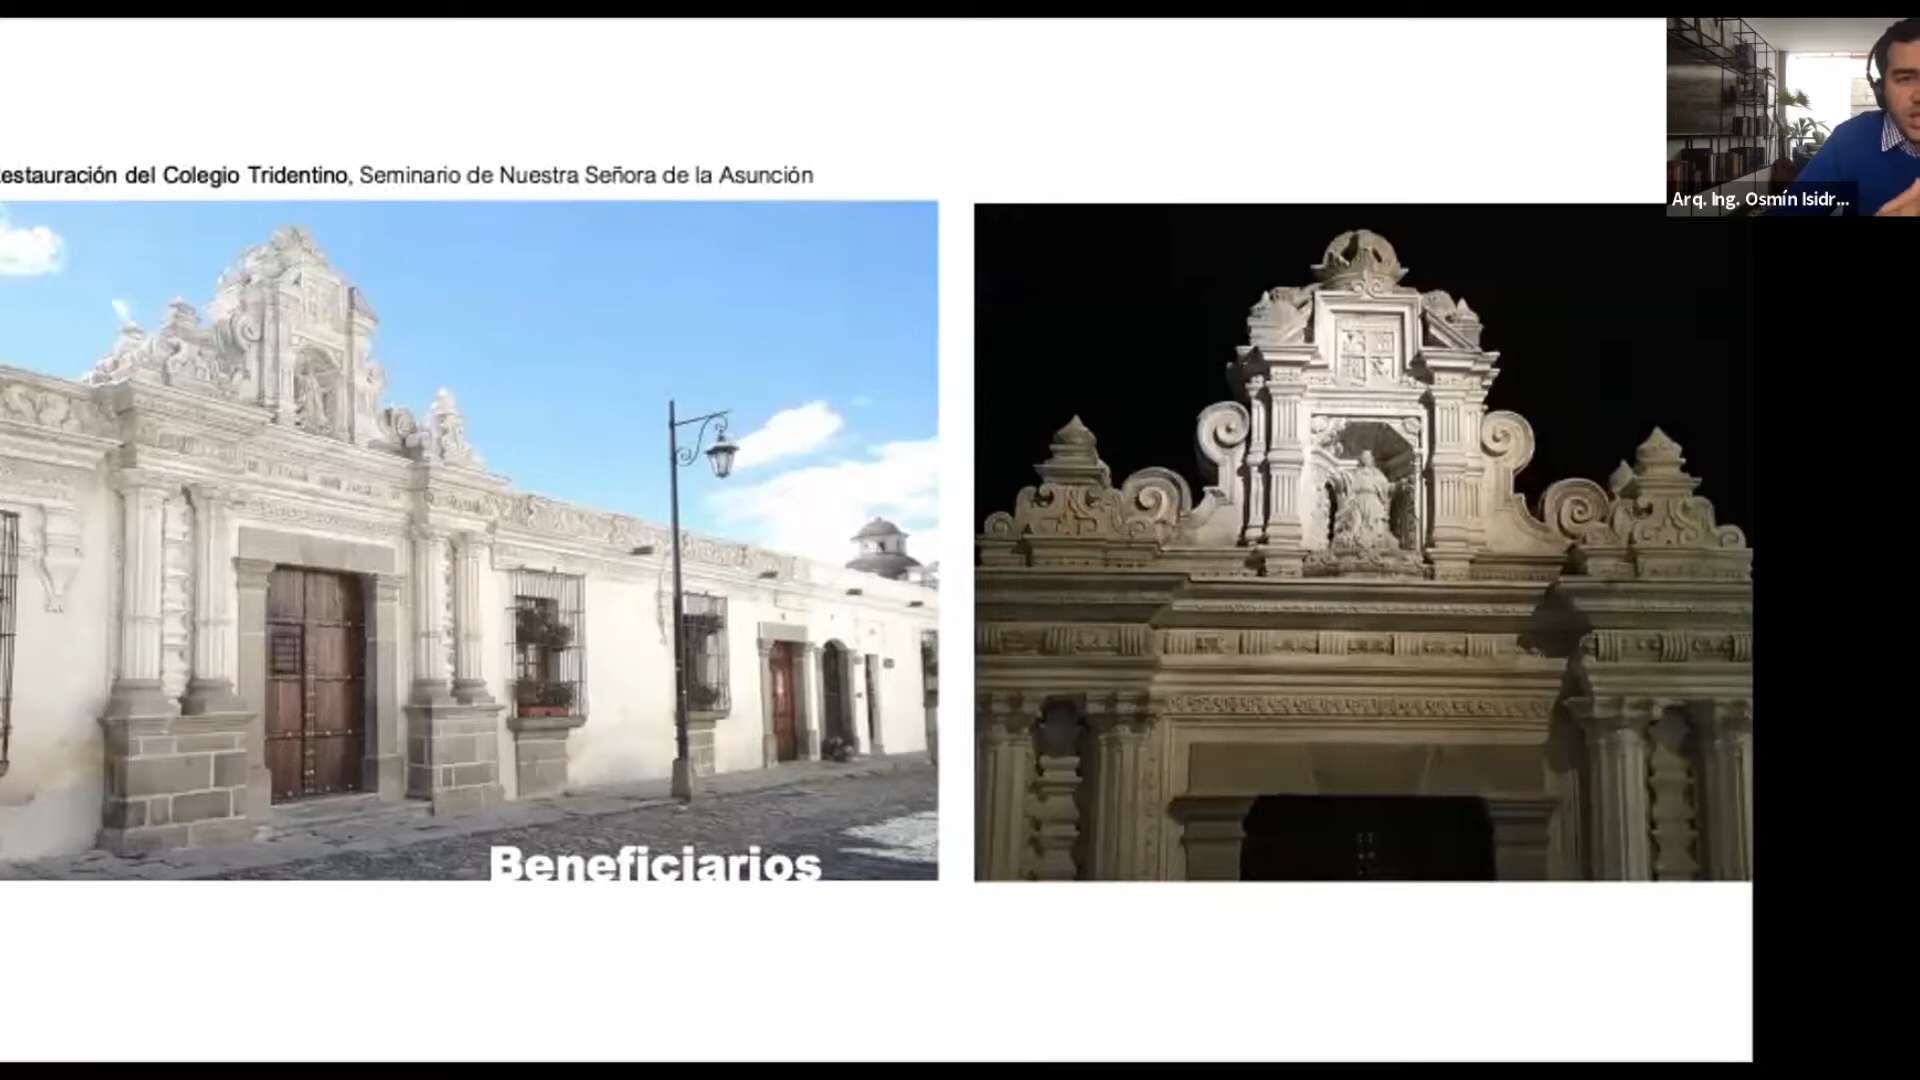 estauración del Colegio Tridentino, Seminario de Nuestra Señora de la Asunción
Arq. Ing. Osmín Isidr...
Beneficiarios